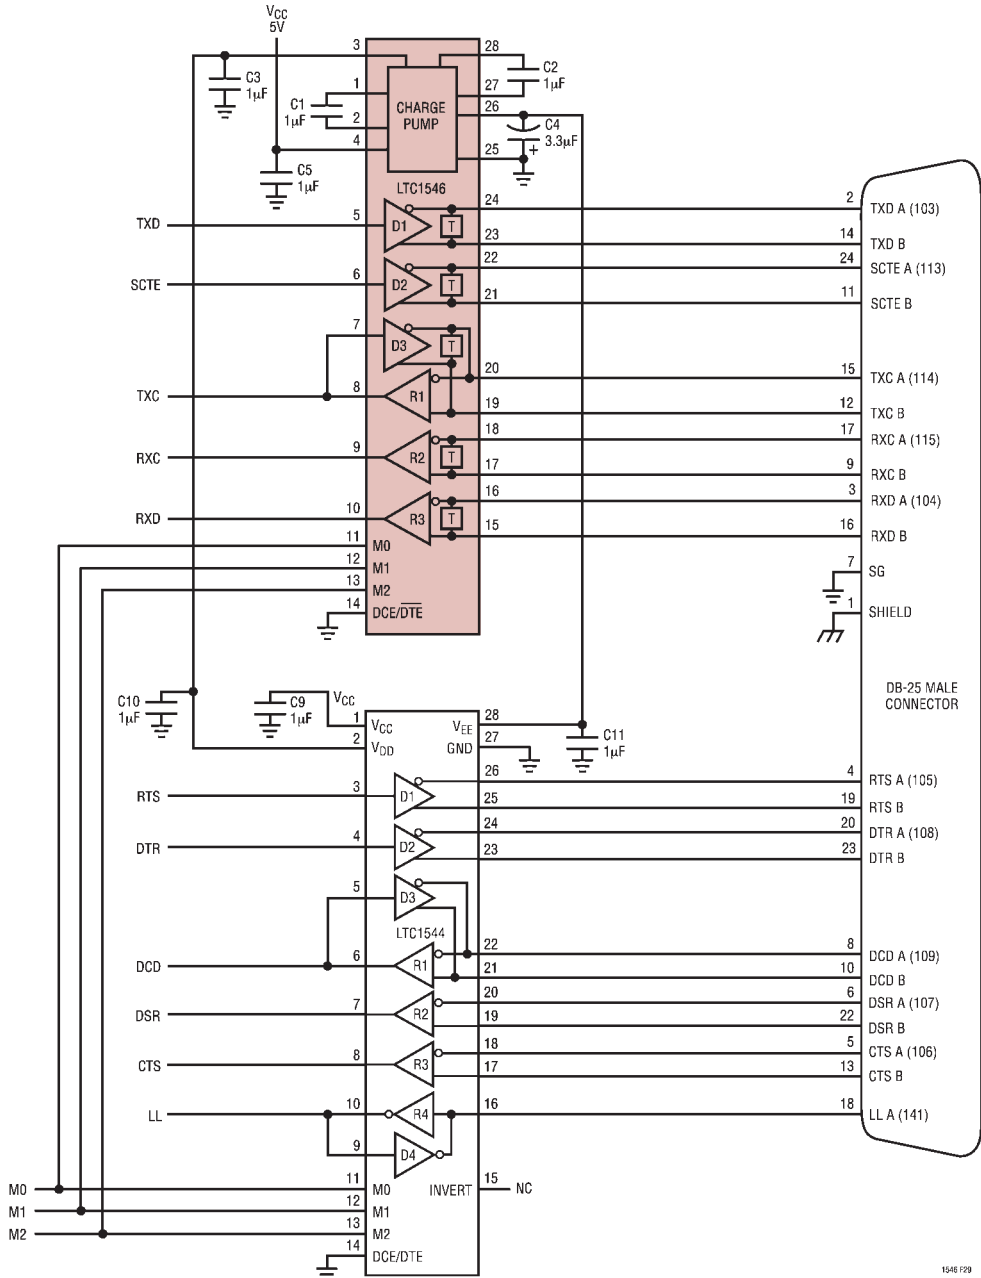 VCC
5V
3
28
C3
1µF
C2
1µF
1
27
C1
1µF
CHARGE
PUMP
26
2
C4
3.3µF
+
4
25
C5
1µF
LTC1546
24
2
TXD A (103)
TXD
5
D1
T
23
14
TXD B
22
24
SCTE A (113)
SCTE
6
D2
T
21
11
SCTE B
7
D3
T
20
15
TXC A (114)
TXC
8
R1
19
12
TXC B
18
17
RXC A (115)
RXC
9
R2
T
17
9
RXC B
16
3
RXD A (104)
RXD
10
R3
T
15
16
RXD B
11
M0
12
M1
7
SG
13
M2
14
DCE/DTE
1
SHIELD
DB-25 MALE
CONNECTOR
C10
1µF
C9
1µF
VCC
1
VCC
VEE
28
2
VDD
GND
27
C11
1µF
26
4
RTS A (105)
RTS
3
D1
25
19
RTS B
24
20
DTR A (108)
DTR
4
D2
23
23
DTR B
5
D3
LTC1544
22
8
DCD A (109)
DCD
6
R1
21
10
DCD B
20
6
DSR A (107)
DSR
7
R2
19
22
DSR B
18
5
CTS A (106)
CTS
8
R3
17
13
CTS B
LL
10
R4
16
18
LL A (141)
9
D4
M0
11
M0
INVERT
15
NC
M1
12
M1
M2
13
M2
14
DCE/DTE
1546 F29